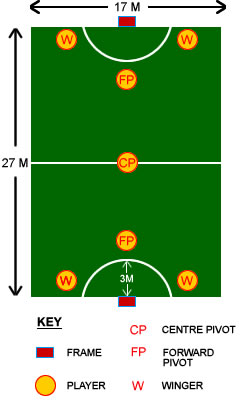 17 M
W W
FP
27 M
CP
FP
3M
W W
KEY
CP CENTRE PIVOT
FRAME
FP FORWARD PIVOT
PLAYER
W WINGER